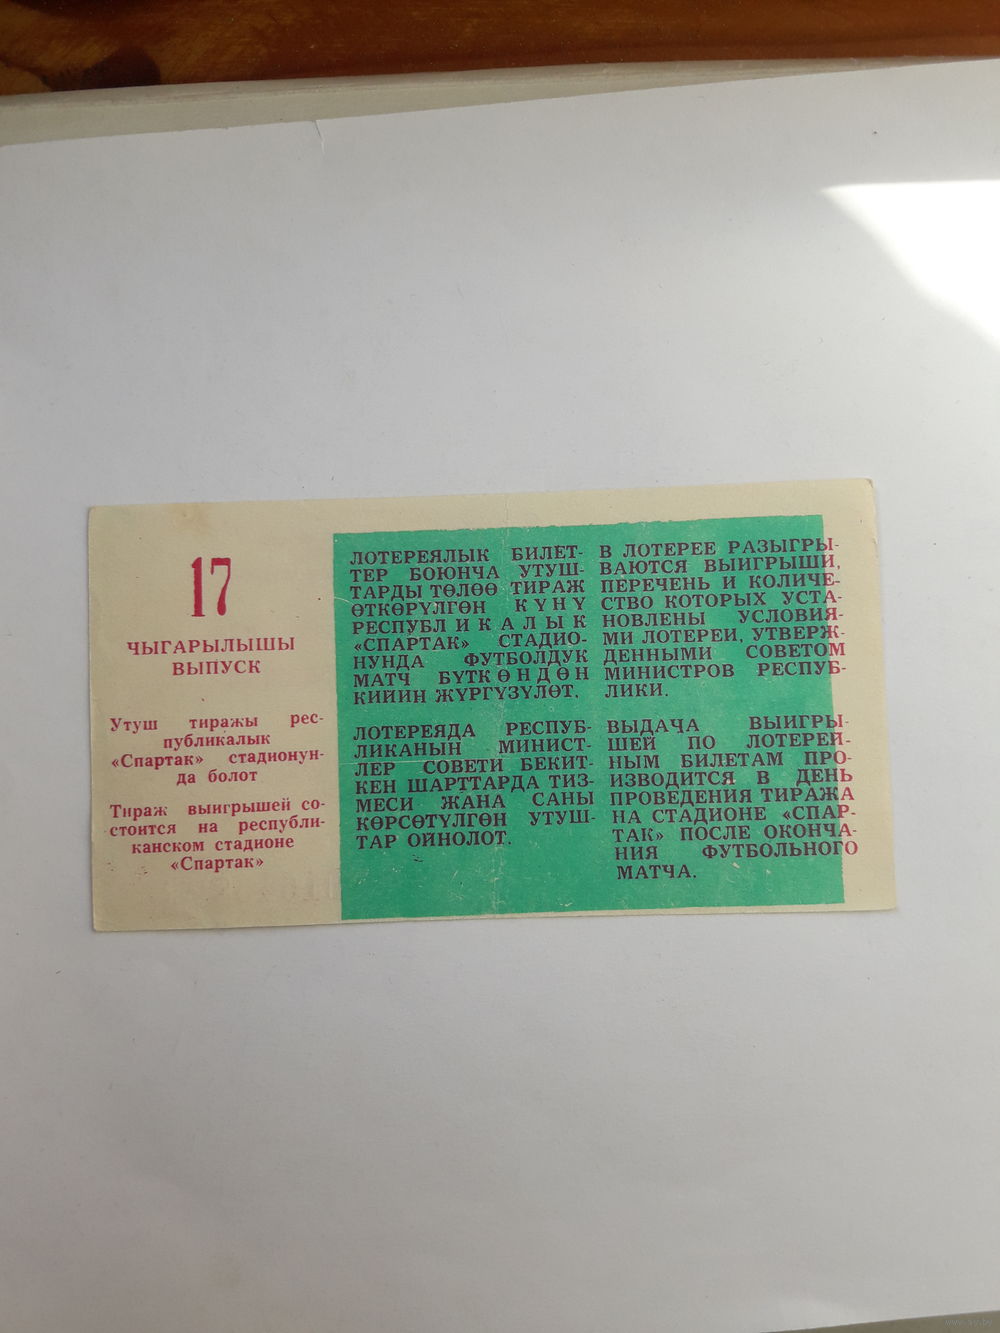 17
ЧЫГАРЫЛЫШЫ
ВЫПУСК
Утуш тиражы рес-
публикалык
«Спартак» стадионун-
да болот
Тираж выигрышей со-
стоится на республи-
канском стадионе
«Спартак»
ЛОТЕРЕЯЛЫК БИЛЕТ-
ТЕР БОЮНЧА УТУШ-
ТАРДЫ ТӨЛӨӨ ТИРАЖ
ӨТКӨРҮЛГӨН КҮНҮ
РЕСПУБЛИКАЛЫК
«СПАРТАК» СТАДИО-
НУНДА ФУТБОЛДУК
МАТЧ БҮТКӨНДӨН
КИЙИН ЖҮРГҮЗҮЛӨТ.
ЛОТЕРЕЯДА РЕСПУБ-
ЛИКАНЫН МИНИСТ-
ЛЕР СОВЕТИ БЕКИТ-
КЕН ШАРТТАРДА ТИЗ-
МЕСИ ЖАНА САНЫ
КӨРСӨТҮЛГӨН УТУШ-
ТАР ОЙНОЛОТ.
В ЛОТЕРЕЕ РАЗЫГРЫ-
ВАЮТСЯ ВЫИГРЫШИ,
ПЕРЕЧЕНЬ И КОЛИЧЕ-
СТВО КОТОРЫХ УСТА-
НОВЛЕНЫ УСЛОВИЯ-
МИ ЛОТЕРЕИ, УТВЕРЖ-
ДЕННЫМИ СОВЕТОМ
МИНИСТРОВ РЕСПУБ-
ЛИКИ.
ВЫДАЧА ВЫИГРЫ-
ШЕЙ ПО ЛОТЕРЕЙ-
НЫМ БИЛЕТАМ ПРО-
ИЗВОДИТСЯ В ДЕНЬ
ПРОВЕДЕНИЯ ТИРАЖА
НА СТАДИОНЕ «СПАР-
ТАК» ПОСЛЕ ОКОНЧА-
НИЯ ФУТБОЛЬНОГО
МАТЧА.